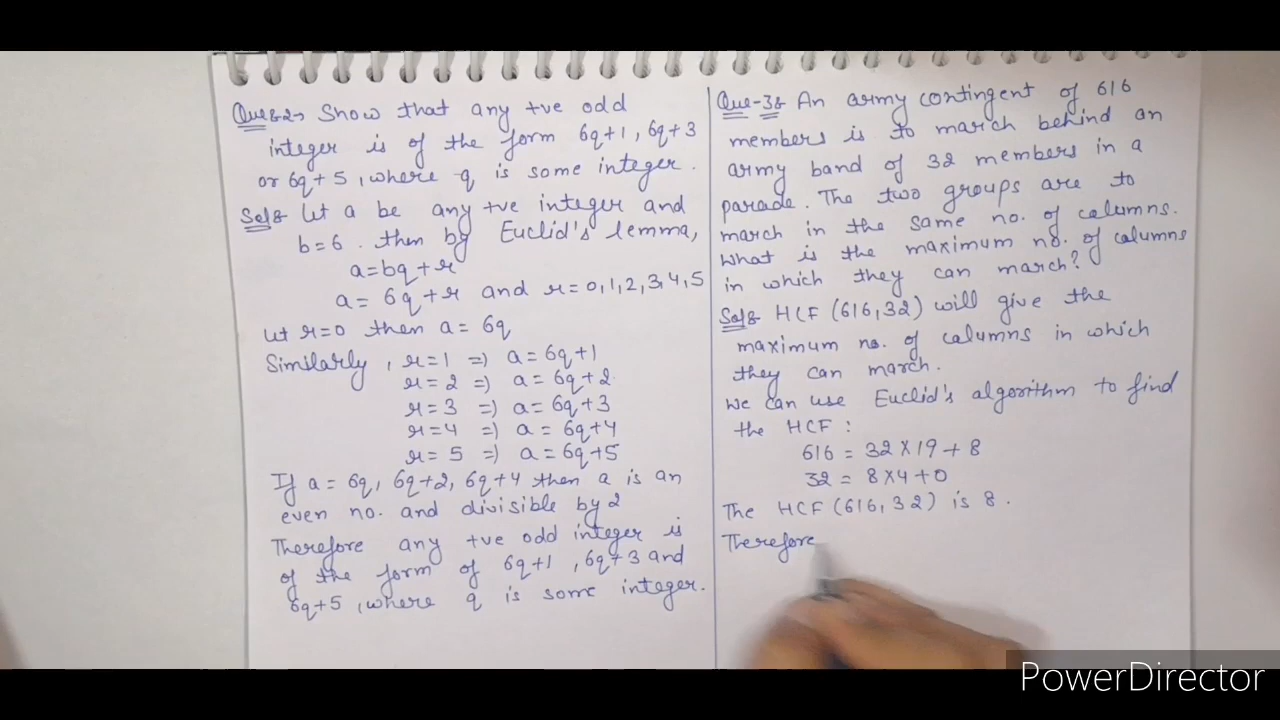 Que:2→ Show that any +ve odd
integer is of the form 6q+1, 6q+3
or 6q+5, where q is some integer.
Sol: Let a be any +ve integer and
b=6. then by Euclid's lemma,
a=bq+r
a= 6q+r and r=0,1,2,3,4,5
Let r=0 then a= 6q
Similarly, r=1 => a=6q+1
r=2 => a=6q+2
r=3 => a=6q+3
r=4 => a=6q+4
r=5 => a=6q+5
If a=6q, 6q+2, 6q+4 then a is an
even no. and divisible by 2
Therefore any +ve odd integer is
of the form of 6q+1, 6q+3 and
6q+5, where q is some integer.
Que-3: An army contingent of 616
members is to march behind an
army band of 32 members in a
parade. The two groups are to
march in the same no. of columns.
What is the maximum no. of columns
in which they can march?
Sol: HCF (616,32) will give the
maximum no. of columns in which
they can march.
We can use Euclid's algorithm to find
the HCF:
616 = 32×19+8
32 = 8×4+0
The HCF (616,32) is 8.
Therefore
PowerDirector